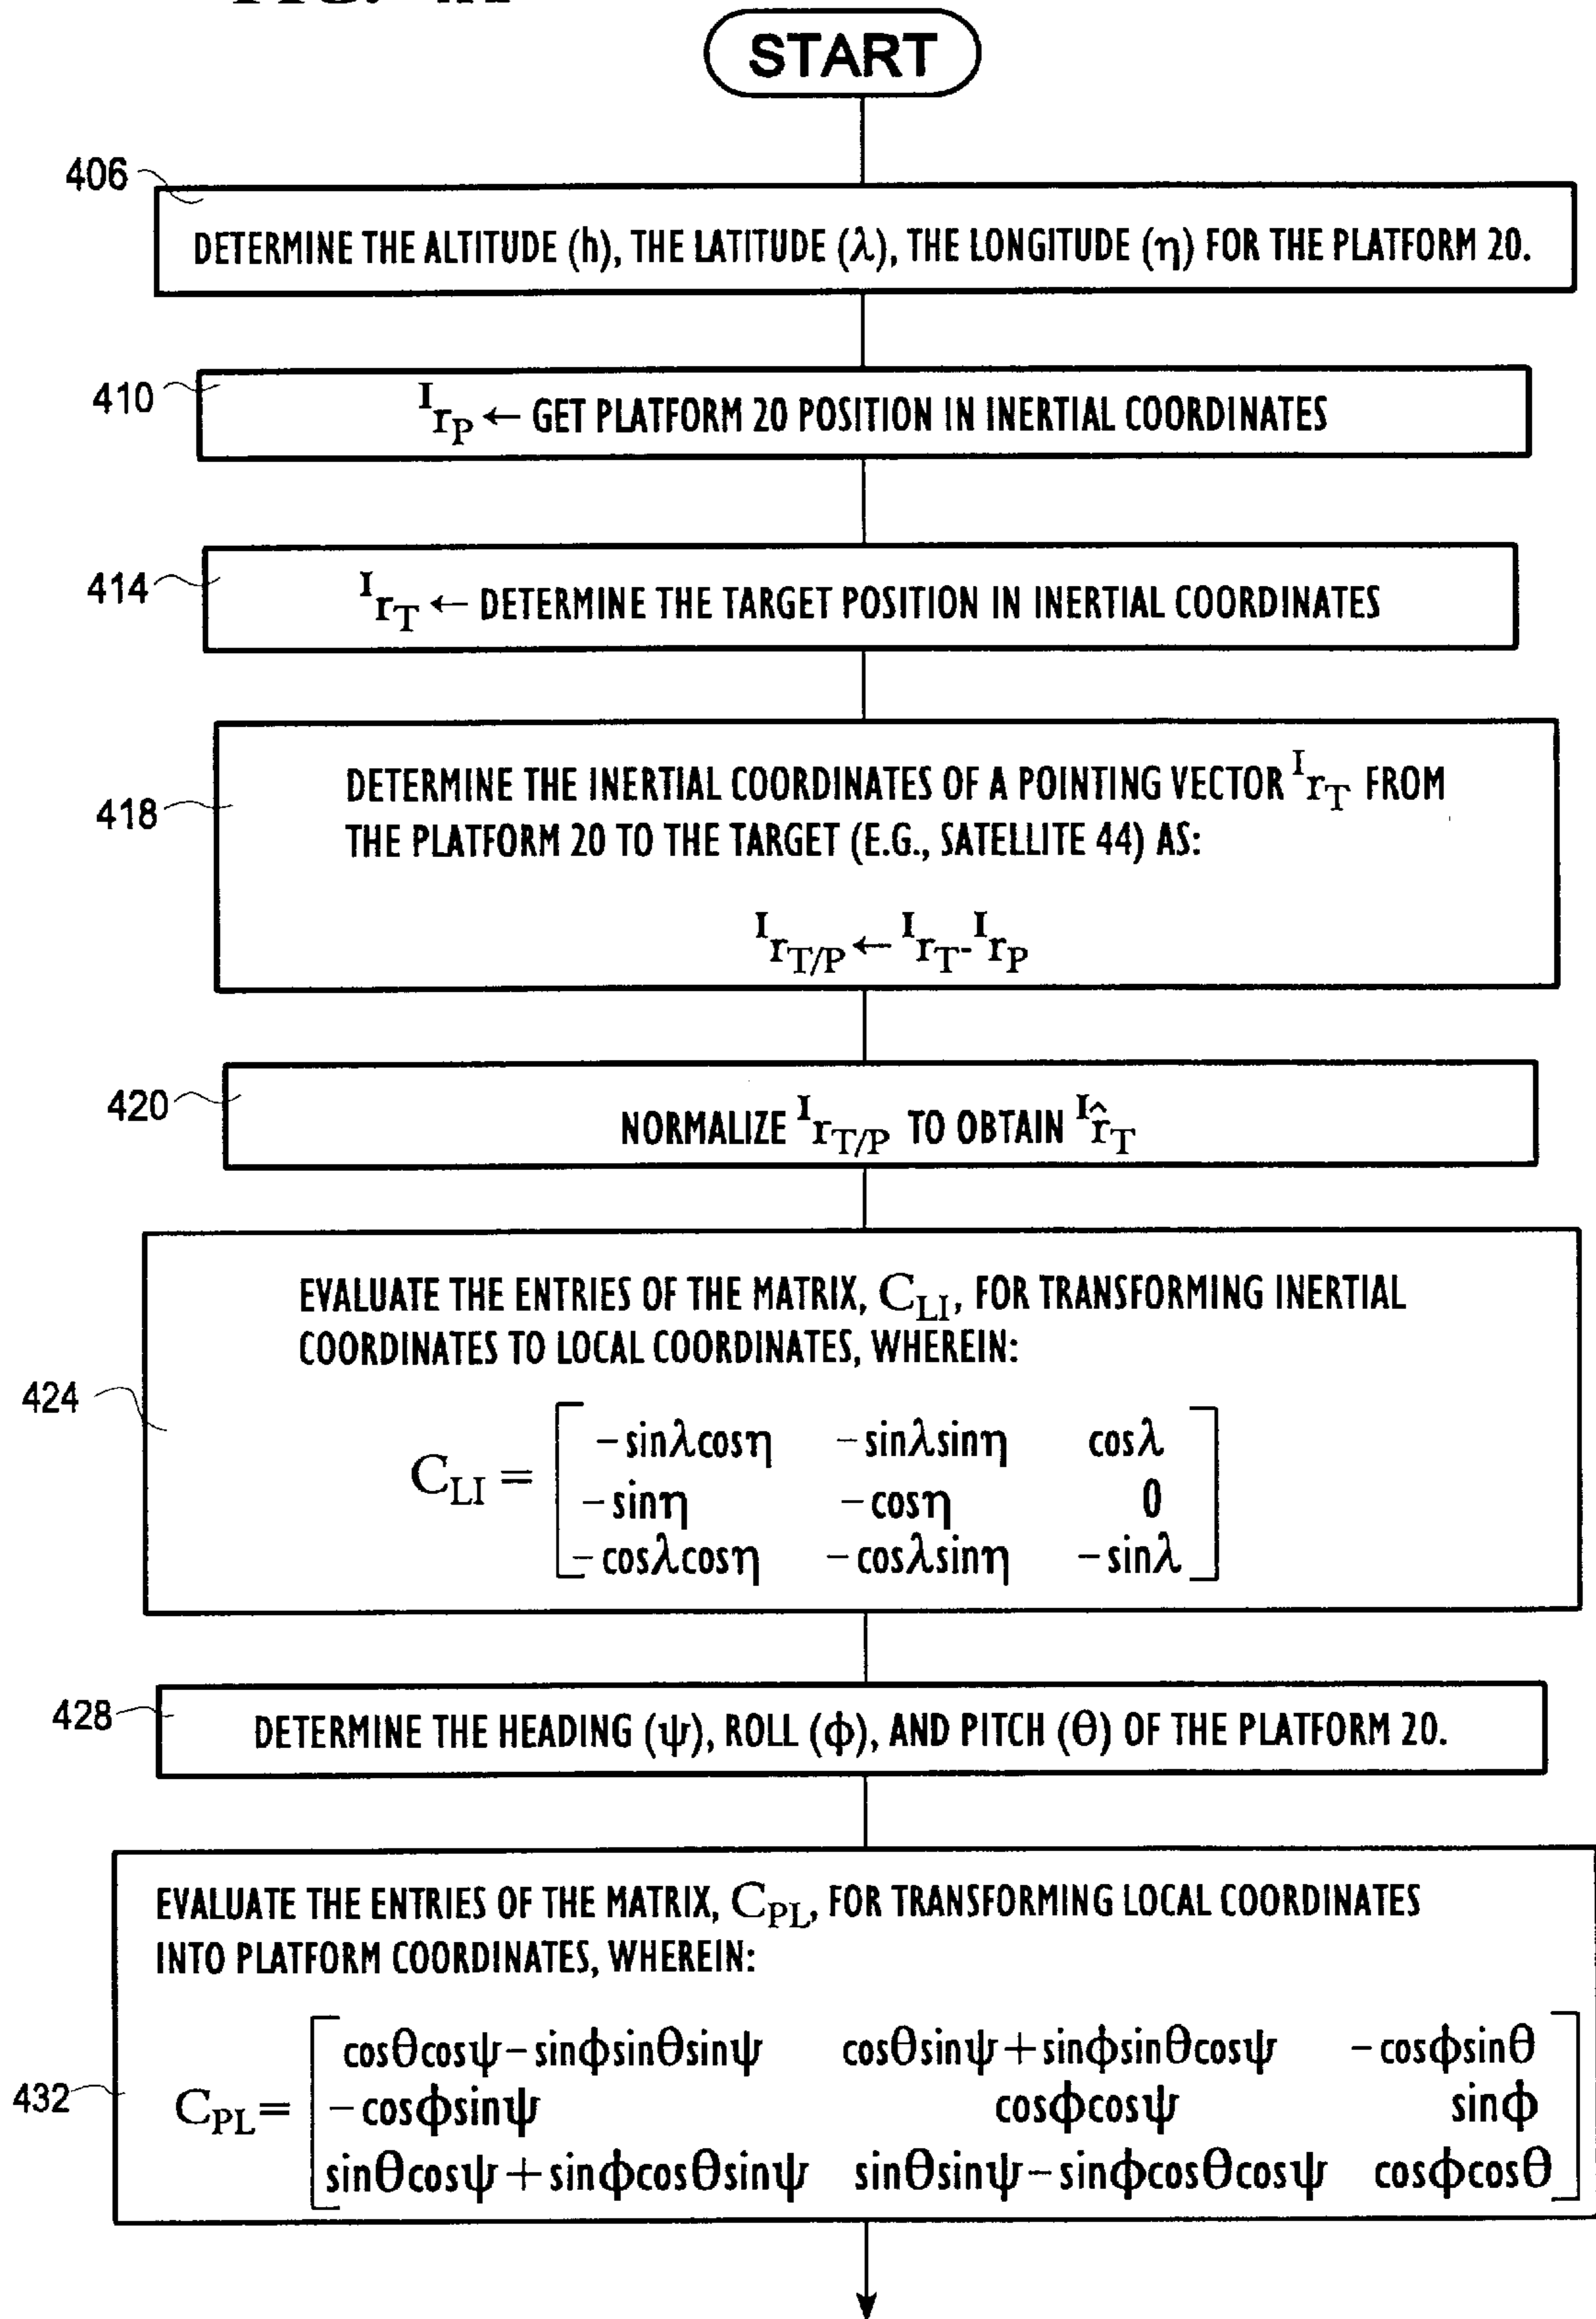 START
406
DETERMINE THE ALTITUDE (h), THE LATITUDE (λ), THE LONGITUDE (η) FOR THE PLATFORM 20.
410
ᴵr_P ← GET PLATFORM 20 POSITION IN INERTIAL COORDINATES
414
ᴵr_T ← DETERMINE THE TARGET POSITION IN INERTIAL COORDINATES
418
DETERMINE THE INERTIAL COORDINATES OF A POINTING VECTOR ᴵr_T FROM
THE PLATFORM 20 TO THE TARGET (E.G., SATELLITE 44) AS:
ᴵr_T/P ← ᴵr_T - ᴵr_P
420
NORMALIZE ᴵr_T/P TO OBTAIN ᴵr̂_T
EVALUATE THE ENTRIES OF THE MATRIX, C_LI, FOR TRANSFORMING INERTIAL
COORDINATES TO LOCAL COORDINATES, WHEREIN:
424
C_LI =
-sinλcosη -sinλsinη cosλ
-sinη -cosη 0
-cosλcosη -cosλsinη -sinλ
428
DETERMINE THE HEADING (ψ), ROLL (ϕ), AND PITCH (θ) OF THE PLATFORM 20.
EVALUATE THE ENTRIES OF THE MATRIX, C_PL, FOR TRANSFORMING LOCAL COORDINATES
INTO PLATFORM COORDINATES, WHEREIN:
432
C_PL =
cosθcosψ-sinϕsinθsinψ cosθsinψ+sinϕsinθcosψ -cosϕsinθ
-cosϕsinψ cosϕcosψ sinϕ
sinθcosψ+sinϕcosθsinψ sinθsinψ-sinϕcosθcosψ cosϕcosθ